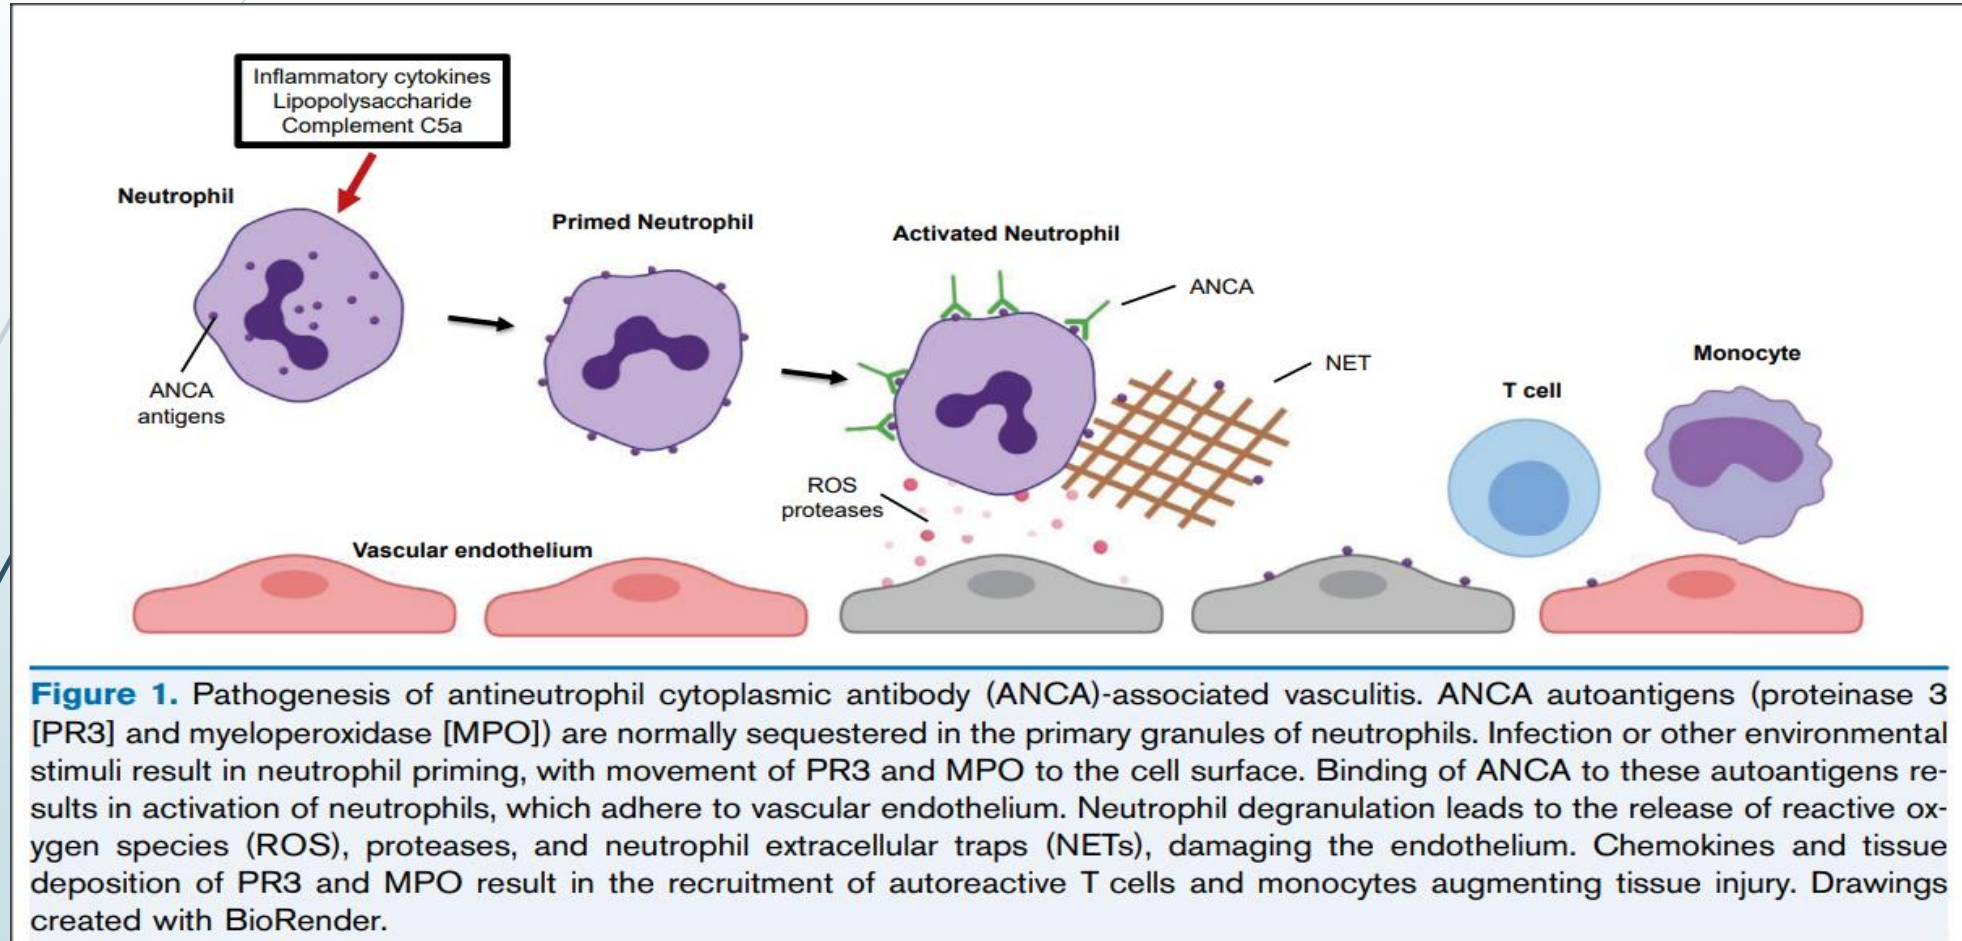 Inflammatory cytokines
Lipopolysaccharide
Complement C5a
Neutrophil
Primed Neutrophil
Activated Neutrophil
ANCA
NET
Monocyte
T cell
ANCA
antigens
ROS
proteases
Vascular endothelium
Figure 1. Pathogenesis of antineutrophil cytoplasmic antibody (ANCA)-associated vasculitis. ANCA autoantigens (proteinase 3
[PR3] and myeloperoxidase [MPO]) are normally sequestered in the primary granules of neutrophils. Infection or other environmental
stimuli result in neutrophil priming, with movement of PR3 and MPO to the cell surface. Binding of ANCA to these autoantigens re-
sults in activation of neutrophils, which adhere to vascular endothelium. Neutrophil degranulation leads to the release of reactive ox-
ygen species (ROS), proteases, and neutrophil extracellular traps (NETs), damaging the endothelium. Chemokines and tissue
deposition of PR3 and MPO result in the recruitment of autoreactive T cells and monocytes augmenting tissue injury. Drawings
created with BioRender.